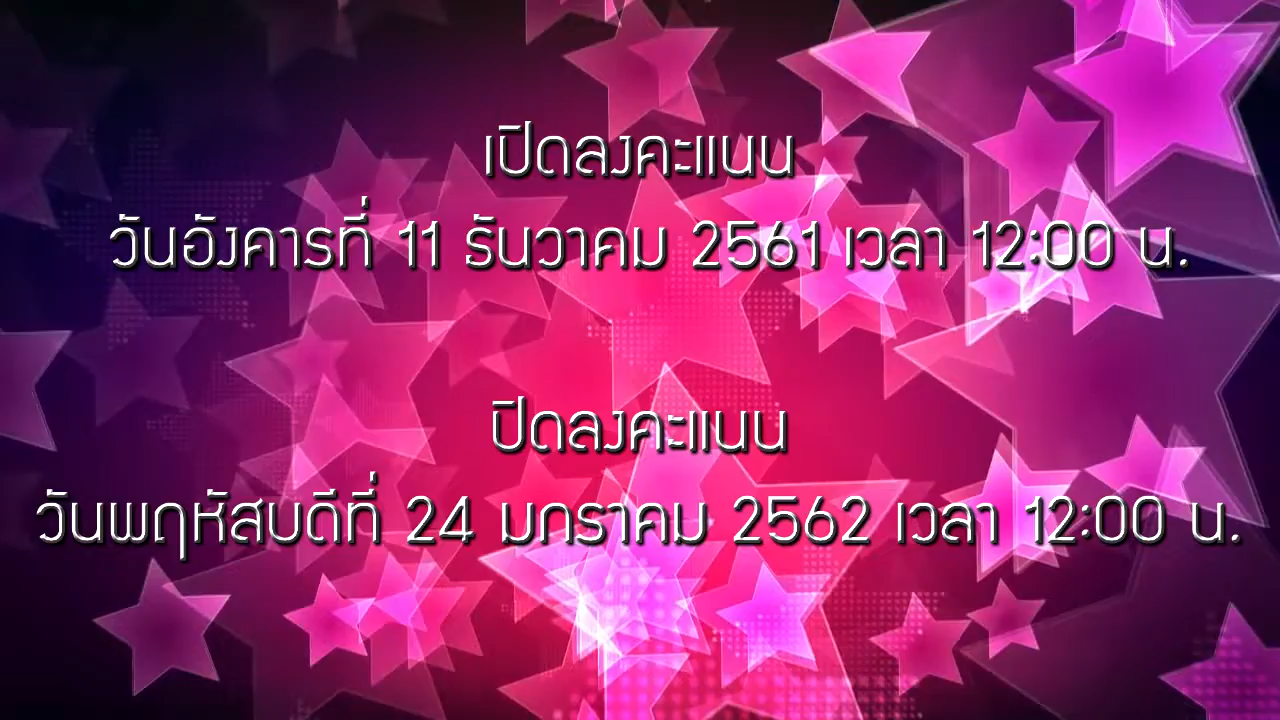 เปิดลงคะแนน
วันอังคารที่ 11 ธันวาคม 2561 เวลา 12:00 น.
ปิดลงคะแนน
วันพฤหัสบดีที่ 24 มกราคม 2562 เวลา 12:00 น.